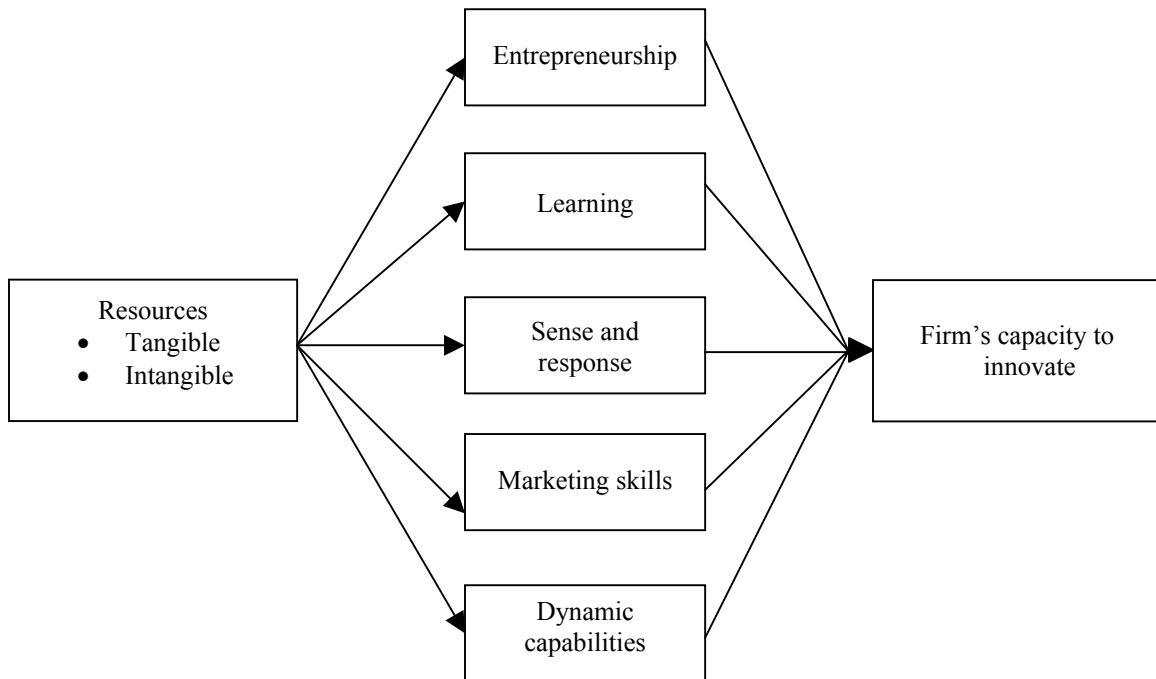 Entrepreneurship
Learning
Resources
• Tangible
• Intangible
Sense and
response
Firm’s capacity to
innovate
Marketing skills
Dynamic
capabilities